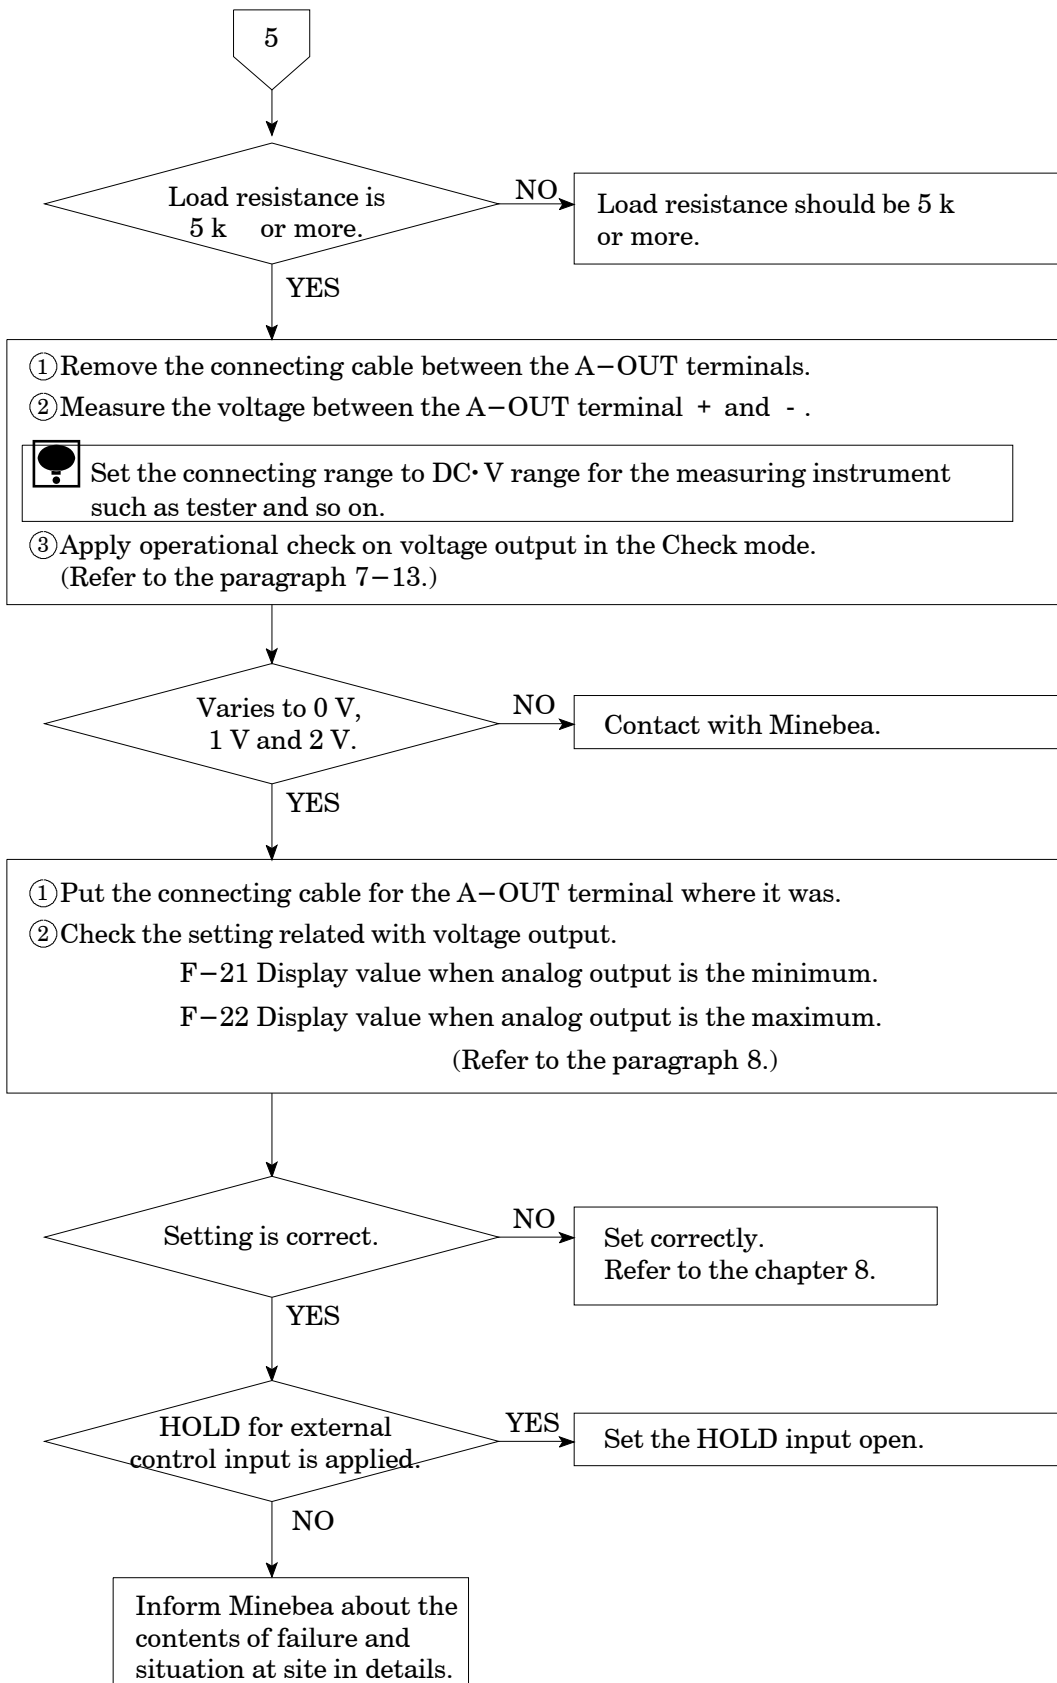 5
Load resistance is
5 k or more.
NO
Load resistance should be 5 k
or more.
YES
①Remove the connecting cable between the A−OUT terminals.
②Measure the voltage between the A−OUT terminal + and - .
Set the connecting range to DC･V range for the measuring instrument
such as tester and so on.
③Apply operational check on voltage output in the Check mode.
(Refer to the paragraph 7−13.)
Varies to 0 V,
1 V and 2 V.
NO
Contact with Minebea.
YES
①Put the connecting cable for the A−OUT terminal where it was.
②Check the setting related with voltage output.
F−21 Display value when analog output is the minimum.
F−22 Display value when analog output is the maximum.
(Refer to the paragraph 8.)
Setting is correct.
NO
Set correctly.
Refer to the chapter 8.
YES
HOLD for external
control input is applied.
YES
Set the HOLD input open.
NO
Inform Minebea about the
contents of failure and
situation at site in details.